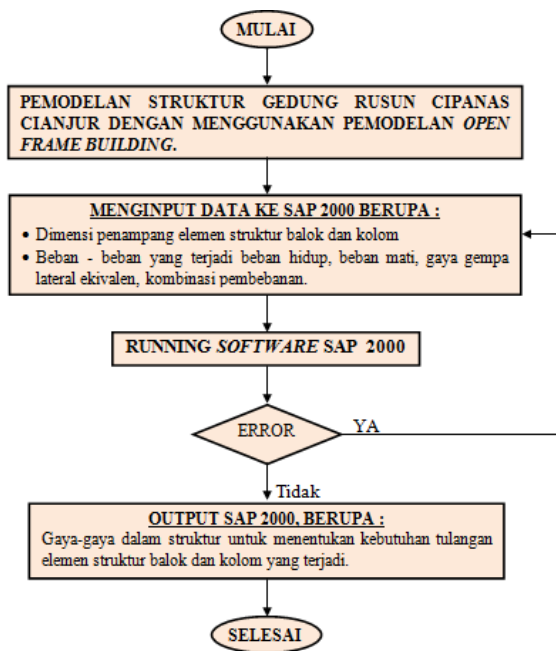 MULAI
PEMODELAN STRUKTUR GEDUNG RUSUN CIPANAS
CIANJUR DENGAN MENGGUNAKAN PEMODELAN OPEN
FRAME BUILDING.
MENGINPUT DATA KE SAP 2000 BERUPA :
• Dimensi penampang elemen struktur balok dan kolom
• Beban - beban yang terjadi beban hidup, beban mati, gaya gempa
lateral ekivalen, kombinasi pembebanan.
RUNNING SOFTWARE SAP 2000
ERROR
YA
Tidak
OUTPUT SAP 2000, BERUPA :
Gaya-gaya dalam struktur untuk menentukan kebutuhan tulangan
elemen struktur balok dan kolom yang terjadi.
SELESAI